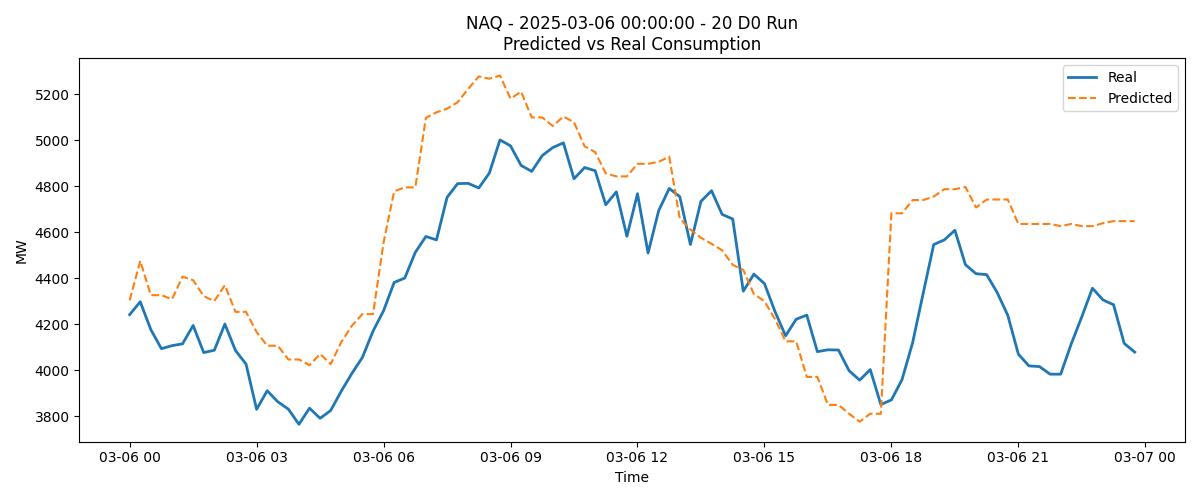 NAQ - 2025-03-06 00:00:00 - 20 D0 Run
Predicted vs Real Consumption
Real
Predicted
MW
5200
5000
4800
4600
4400
4200
4000
3800
03-06 00
03-06 03
03-06 06
03-06 09
03-06 12
03-06 15
03-06 18
03-06 21
03-07 00
Time